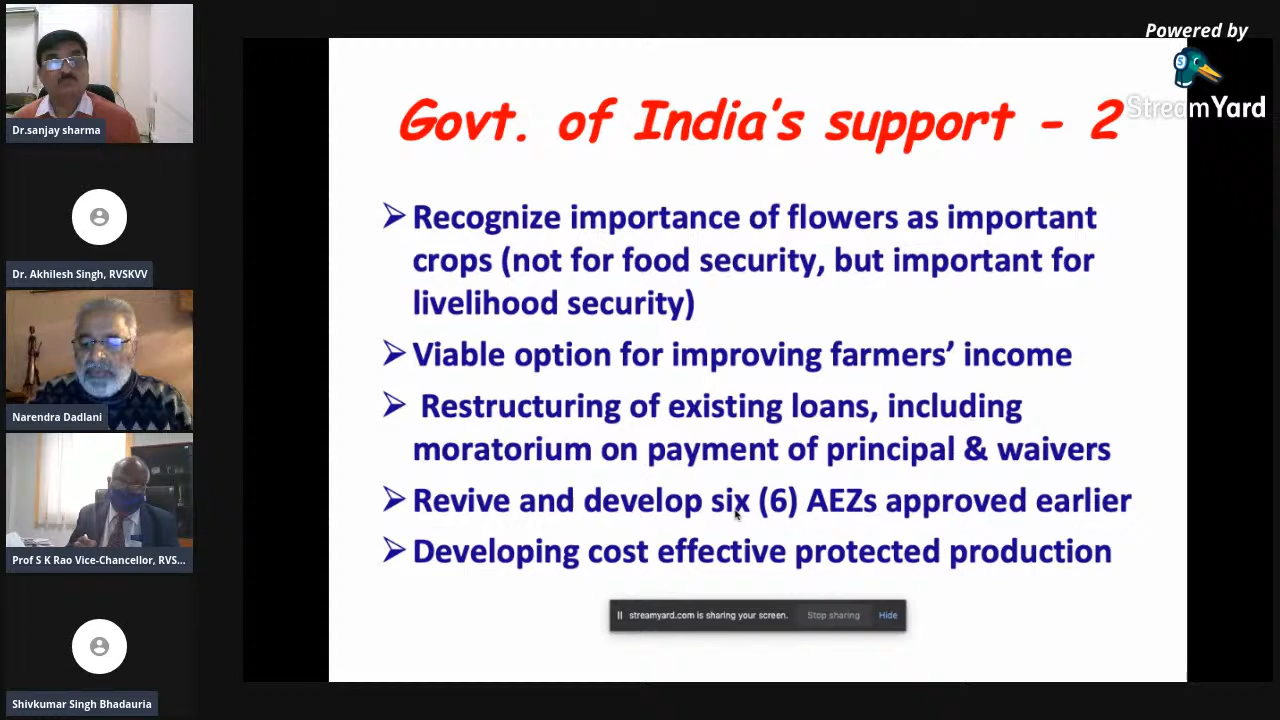 Powered by
StreamYard
Dr.sanjay sharma
Dr. Akhilesh Singh, RVSKVV
Narendra Dadlani
Prof S K Rao Vice-Chancellor, RVS...
Shivkumar Singh Bhadauria
Govt. of India's support - 2
➢ Recognize importance of flowers as important
crops (not for food security, but important for
livelihood security)
➢ Viable option for improving farmers’ income
➢ Restructuring of existing loans, including
moratorium on payment of principal & waivers
➢ Revive and develop six (6) AEZs approved earlier
➢ Developing cost effective protected production
streamyard.com is sharing your screen. Stop sharing Hide